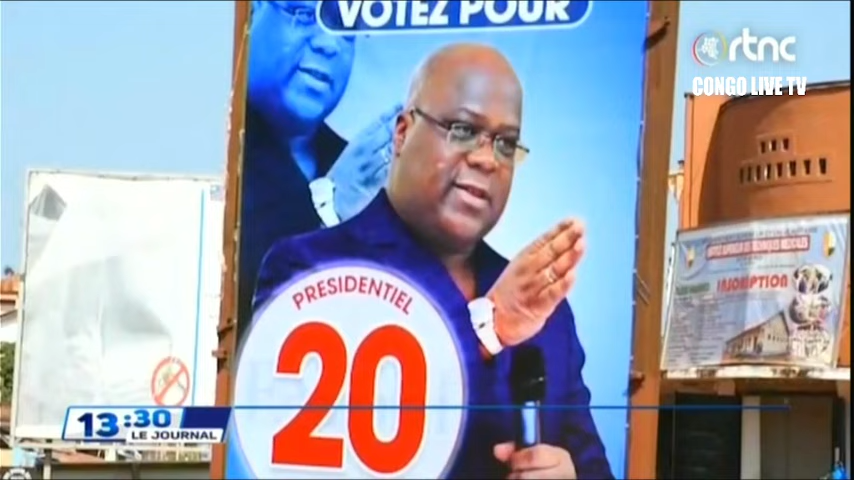 VOTEZ POUR
rtnc
CONGO LIVE TV
PRESIDENTIEL
20
INSCRIPTION
13:30
LE JOURNAL